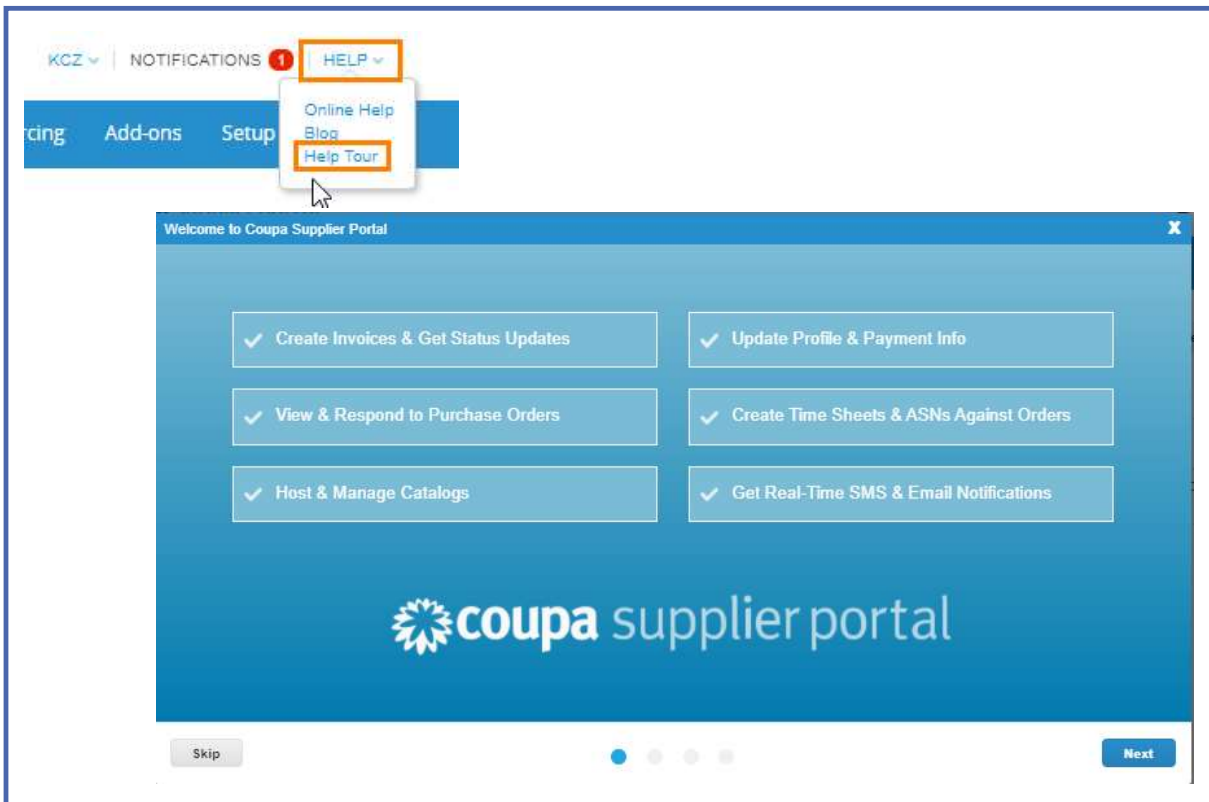 KCZ NOTIFICATIONS 1 HELP
Online Help
rcing Add-ons Setup Blog
Help Tour
Welcome to Coupa Supplier Portal X
Create Invoices & Get Status Updates Update Profile & Payment Info
View & Respond to Purchase Orders Create Time Sheets & ASNs Against Orders
Host & Manage Catalogs Get Real-Time SMS & Email Notifications
coupa supplier portal
Skip Next